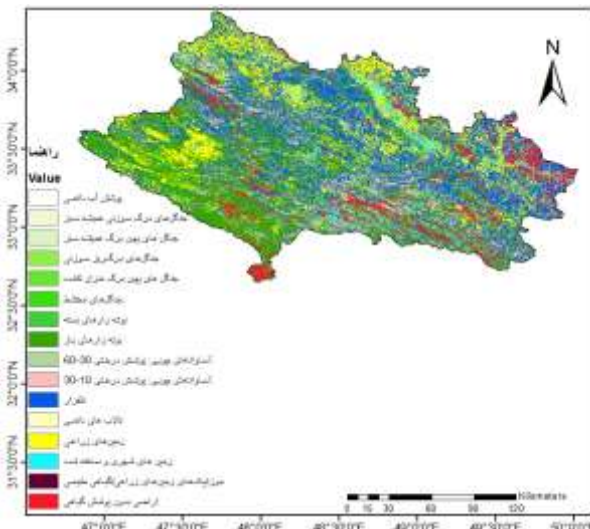 N
34°0'0"N
33°30'0"N
33°0'0"N
32°30'0"N
32°0'0"N
31°30'0"N
راهنما
Value
پوشش آب دائمی
جنگل‌های برگ سوزنی همیشه سبز
جنگل های پهن برگ همیشه سبز
جنگل‌های برگ‌ریز سوزنی
جنگل های پهن برگ خزان کننده
جنگل‌های مختلط
بوته زارهای بسته
بوته زارهای باز
ساواناهای چوبی: پوشش درختی 30-60
ساواناهای چوبی: پوشش درختی 10-30
علفزار
تالاب های دائمی
زمین‌های زراعی
زمین های شهری و ساخته شده
موزاییک‌های زمین‌های زراعی/گیاهی طبیعی
اراضی بدون پوشش گیاهی
Kilometers
0 15 30 60 90 120
47°0'0"E 47°30'0"E 48°0'0"E 48°30'0"E 49°0'0"E 49°30'0"E 50°0'0"E